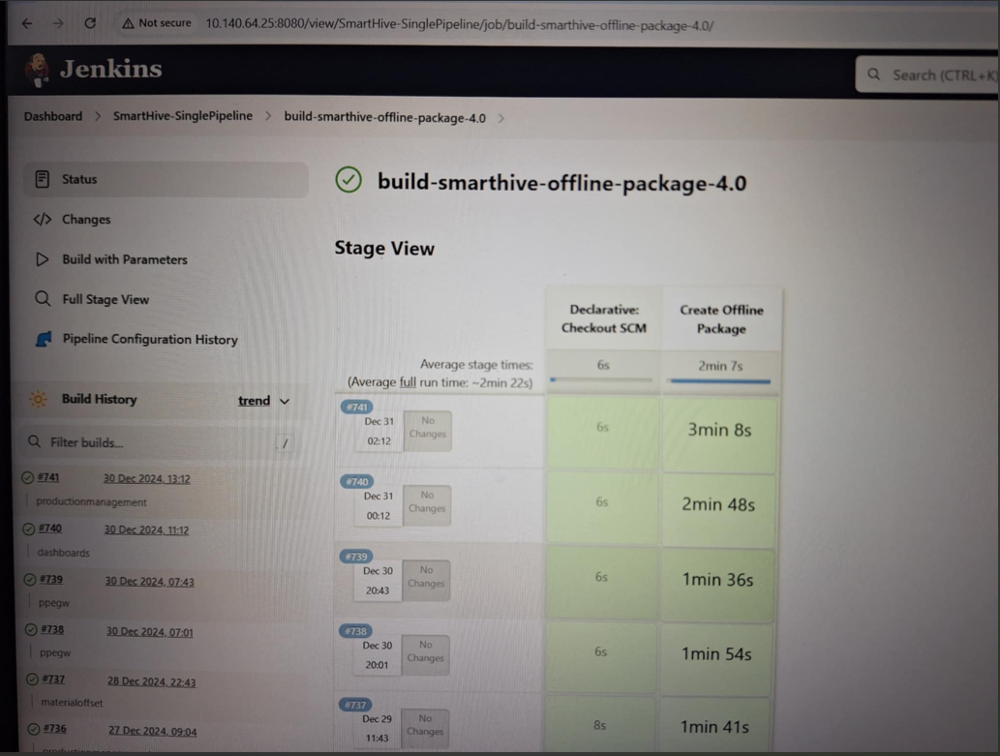 Not secure 10.140.64.25:8080/view/SmartHive-SinglePipeline/job/build-smarthive-offline-package-4.0/
Jenkins
Search (CTRL+K)
Dashboard > SmartHive-SinglePipeline > build-smarthive-offline-package-4.0 >
Status
Changes
Build with Parameters
Full Stage View
Pipeline Configuration History
Build History trend
Filter builds... /
#741 30 Dec 2024, 13:12
productionmanagement
#740 30 Dec 2024, 11:12
dashboards
#739 30 Dec 2024, 07:43
ppegw
#738 30 Dec 2024, 07:01
ppegw
#737 28 Dec 2024, 22:43
materialoffset
#736 27 Dec 2024, 09:04
build-smarthive-offline-package-4.0
Stage View
Declarative:
Checkout SCM
Create Offline
Package
Average stage times:
(Average full run time: ~2min 22s)
6s
2min 7s
#741
Dec 31
02:12
No
Changes
6s
3min 8s
#740
Dec 31
00:12
No
Changes
6s
2min 48s
#739
Dec 30
20:43
No
Changes
6s
1min 36s
#738
Dec 30
20:01
No
Changes
6s
1min 54s
#737
Dec 29
11:43
No
Changes
8s
1min 41s